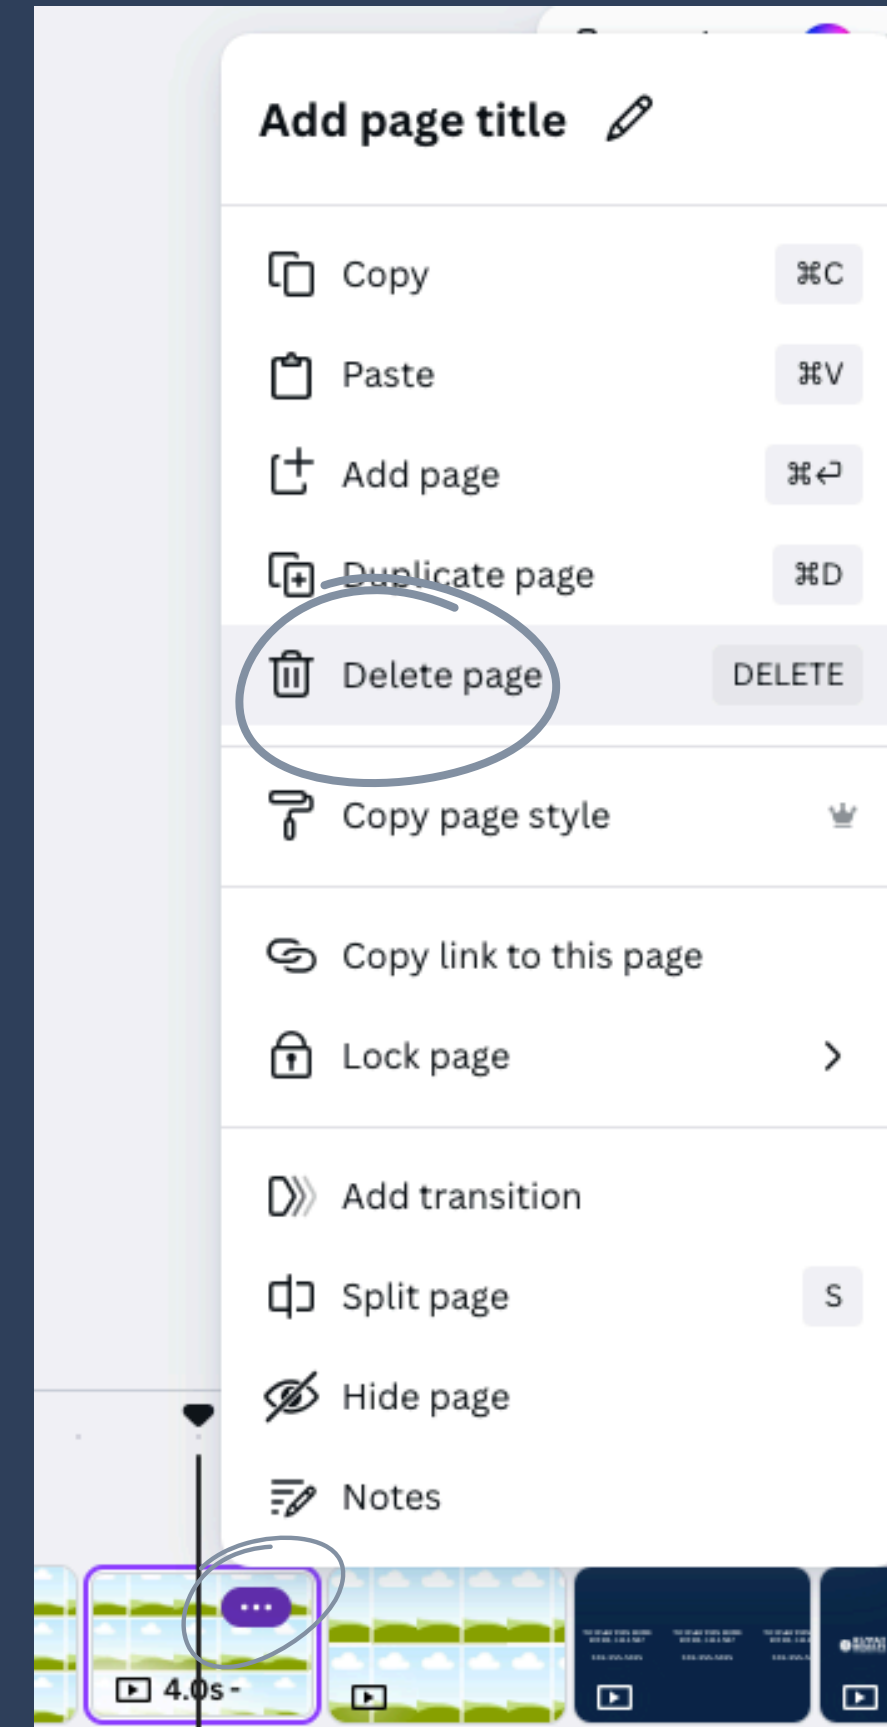 Add page title
Copy ⌘C
Paste ⌘V
Add page ⌘↵
Duplicate page ⌘D
Delete page DELETE
Copy page style
Copy link to this page
Lock page
Add transition
Split page S
Hide page
Notes
4.0s -